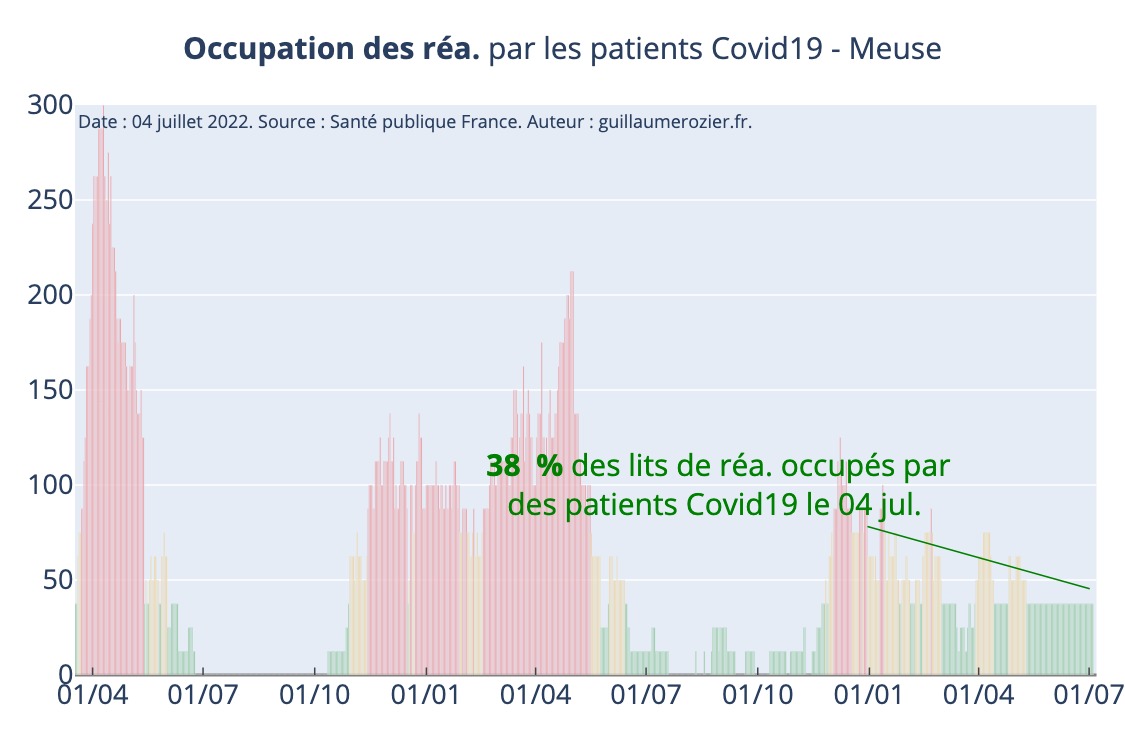 Occupation des réa. par les patients Covid19 - Meuse
300
Date : 04 juillet 2022. Source : Santé publique France. Auteur : guillaumerozier.fr.
250
200
150
38 % des lits de réa. occupés par
100
des patients Covid19 le 04 jul.
50
0
01/04 01/07 01/10 01/01 01/04 01/07 01/10 01/01 01/04 01/07